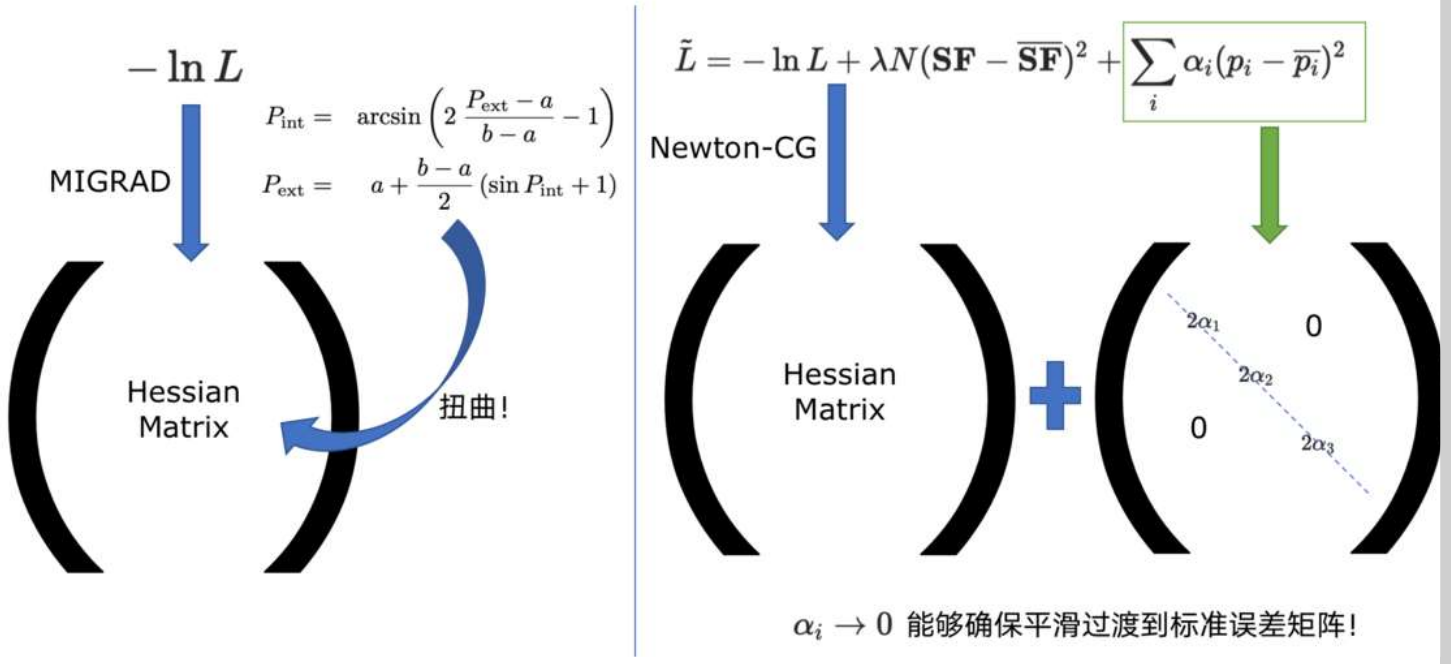 − ln L
P_int = arcsin(2 (P_ext − a)/(b − a) − 1)
MIGRAD
P_ext = a + (b − a)/2 (sin P_int + 1)
Hessian
Matrix
扭曲！
L̃ = − ln L + λN(SF − S̅F̅)² + ∑_i α_i(p_i − p̅_i)²
Newton-CG
Hessian
Matrix
2α₁
0
2α₂
0
2α₃
α_i → 0 能够确保平滑过渡到标准误差矩阵！